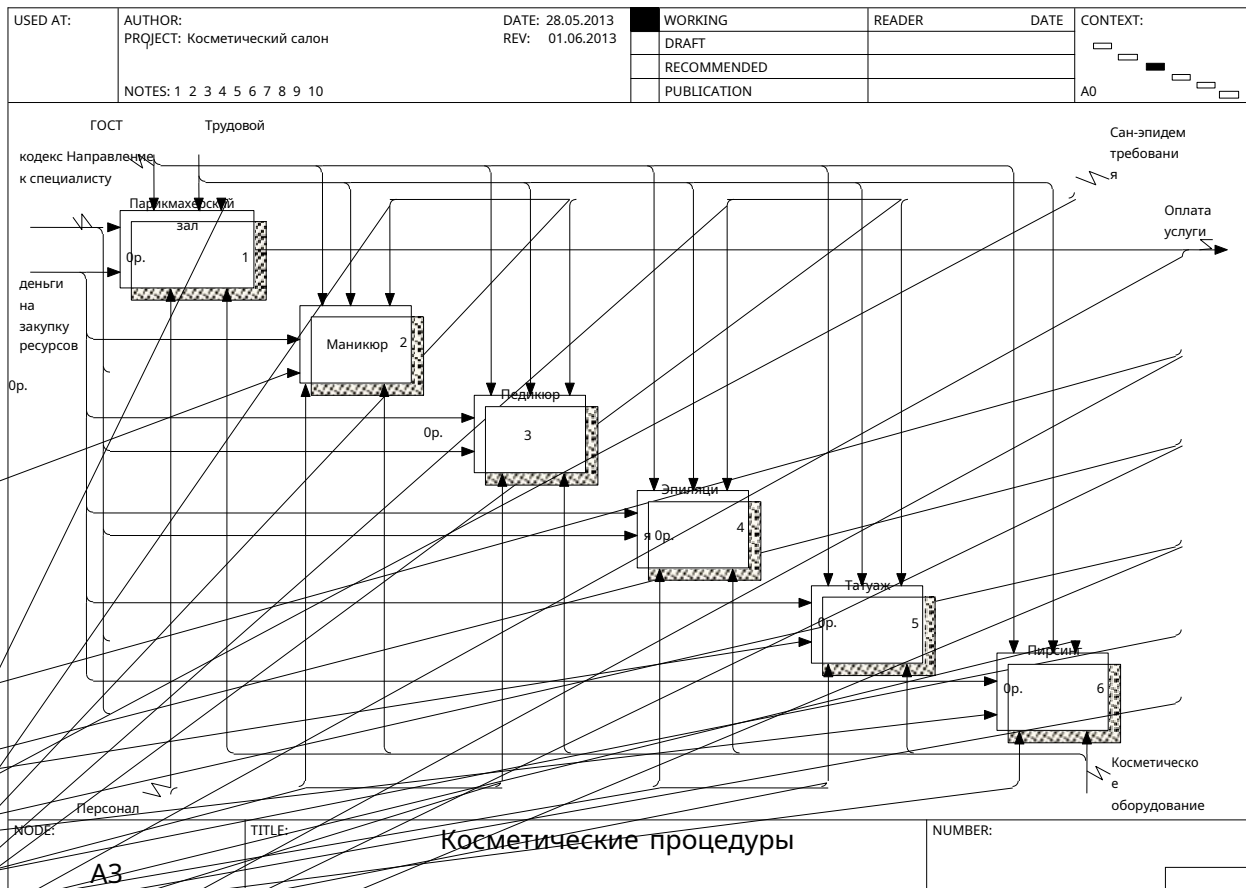 USED AT:
AUTHOR:
DATE: 28.05.2013
PROJECT: Косметический салон
REV: 01.06.2013
NOTES: 1 2 3 4 5 6 7 8 9 10
WORKING
DRAFT
RECOMMENDED
PUBLICATION
READER DATE
CONTEXT:
A0
ГОСТ Трудовой
кодекс Направление
к специалисту
Сан-эпидем
требовани
я
Оплата
услуги
Парикмахерский
зал
0р. 1
деньги
на
закупку
ресурсов
0р.
Маникюр 2
Педикюр
0р.
3
Эпиляци
я 0р. 4
Татуаж
0р. 5
Пирсинг
0р. 6
Косметическо
е
оборудование
Персонал
NODE:
A3
TITLE:
Косметические процедуры
NUMBER: